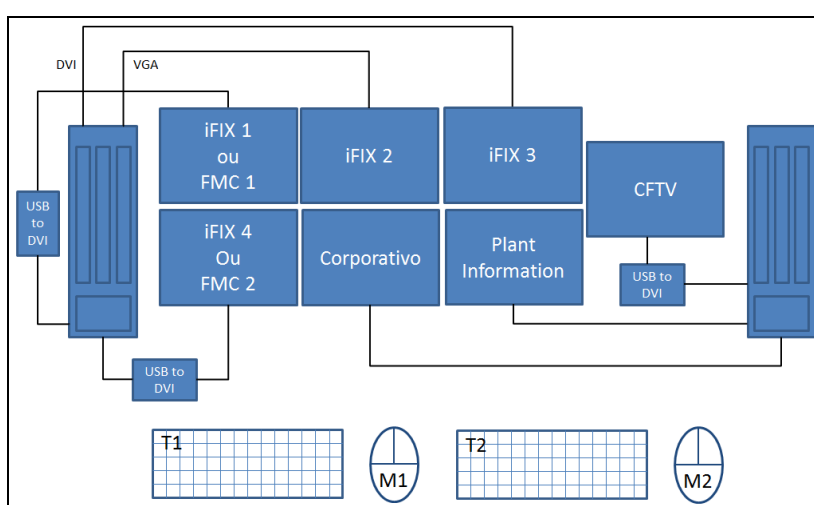 DVI
VGA
iFIX 1
ou
FMC 1
iFIX 2
iFIX 3
CFTV
USB
to
DVI
iFIX 4
Ou
FMC 2
Corporativo
Plant
Information
USB to
DVI
USB to
DVI
T1
M1
T2
M2